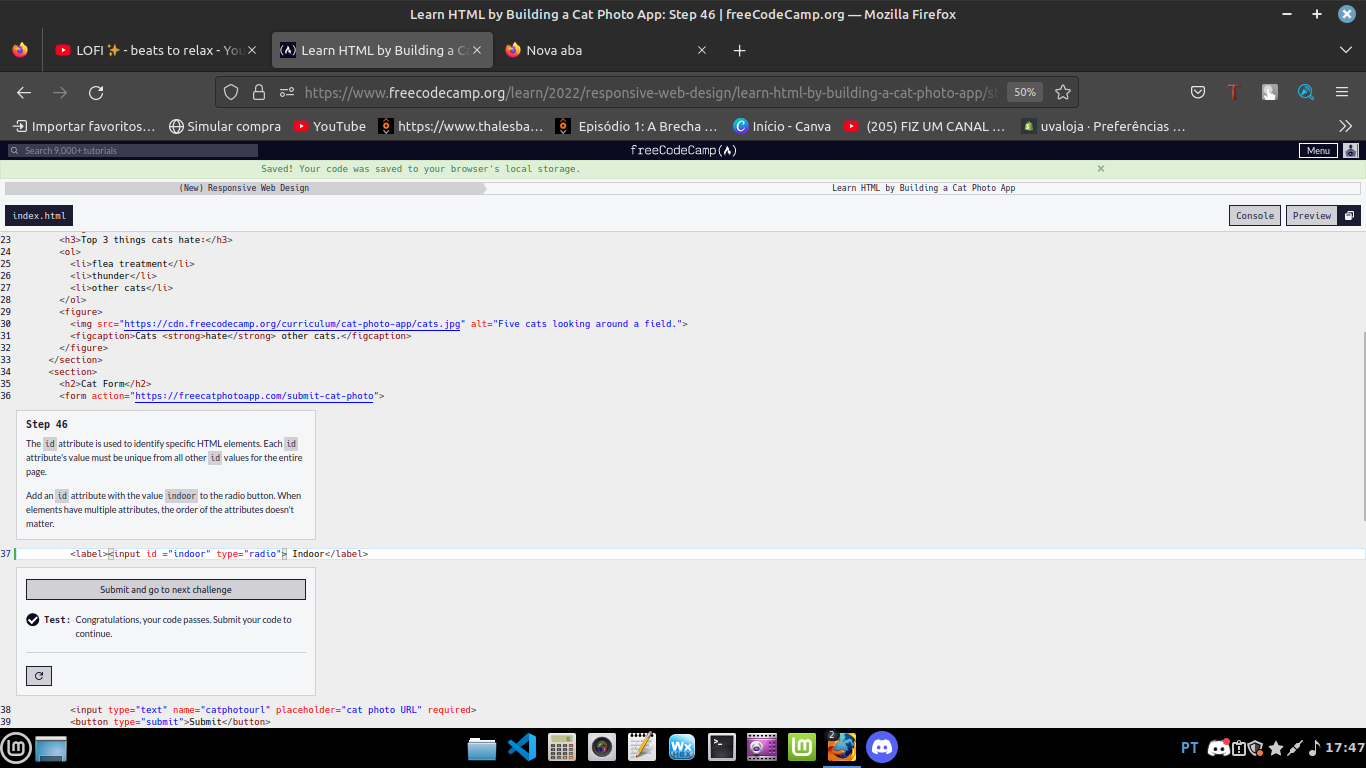 Learn HTML by Building a Cat Photo App: Step 46 | freeCodeCamp.org — Mozilla Firefox
LOFI✨ - beats to relax - You
Learn HTML by Building a C
Nova aba
https://www.freecodecamp.org/learn/2022/responsive-web-design/learn-html-by-building-a-cat-photo-app/s
50%
Importar favoritos…
Simular compra
YouTube
https://www.thalesba…
Episódio 1: A Brecha …
Início - Canva
(205) FIZ UM CANAL …
uvaloja · Preferências …
Search 9,000+ tutorials
freeCodeCamp
Menu
Saved! Your code was saved to your browser's local storage.
×
(New) Responsive Web Design
Learn HTML by Building a Cat Photo App
index.html
Console
Preview
23 <h3>Top 3 things cats hate:</h3>
24 <ol>
25 <li>flea treatment</li>
26 <li>thunder</li>
27 <li>other cats</li>
28 </ol>
29 <figure>
30 <img src="https://cdn.freecodecamp.org/curriculum/cat-photo-app/cats.jpg" alt="Five cats looking around a field.">
31 <figcaption>Cats <strong>hate</strong> other cats.</figcaption>
32 </figure>
33 </section>
34 <section>
35 <h2>Cat Form</h2>
36 <form action="https://freecatphotoapp.com/submit-cat-photo">
Step 46
The id attribute is used to identify specific HTML elements. Each id
attribute's value must be unique from all other id values for the entire
page.
Add an id attribute with the value indoor to the radio button. When
elements have multiple attributes, the order of the attributes doesn't
matter.
37 <label><input id ="indoor" type="radio"> Indoor</label>
Submit and go to next challenge
Test: Congratulations, your code passes. Submit your code to
continue.
38 <input type="text" name="catphotourl" placeholder="cat photo URL" required>
39 <button type="submit">Submit</button>
Wx
HEX
2
PT
17:47